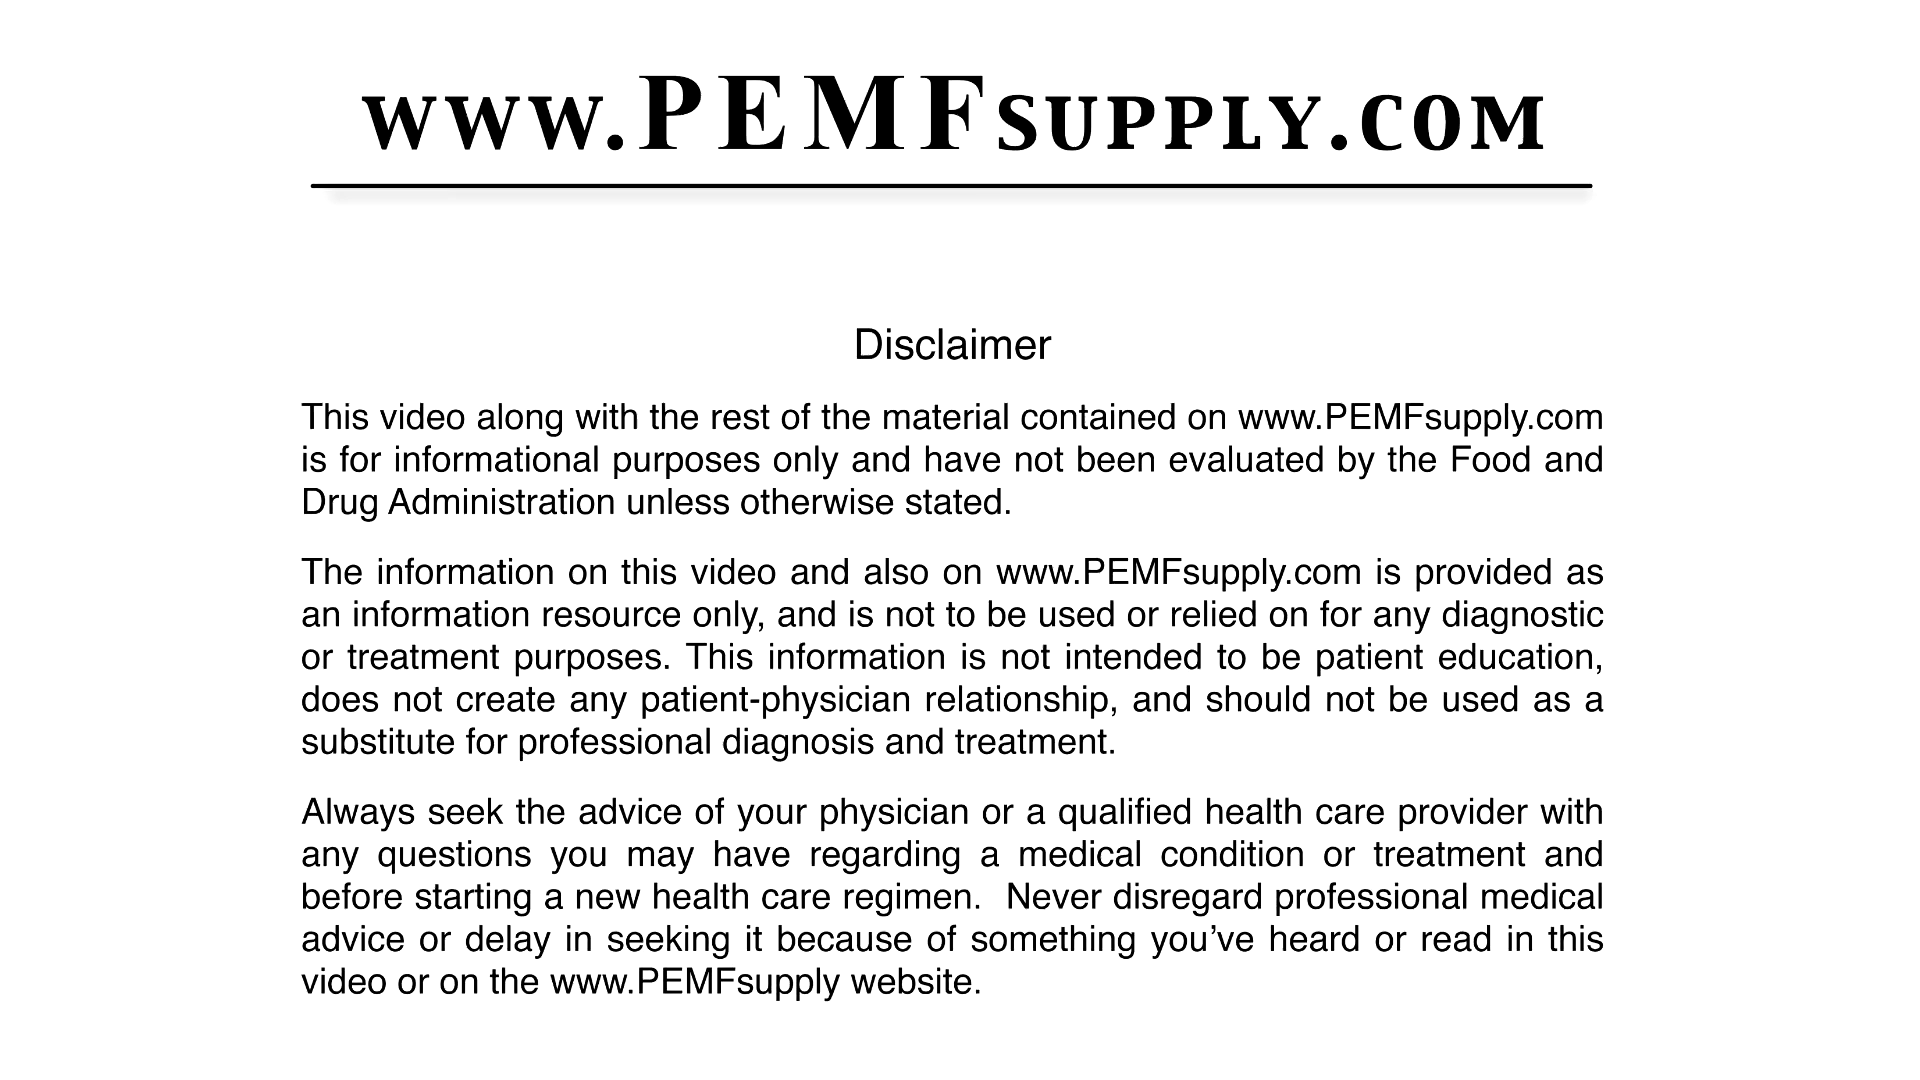 www.PEMFsupply.com
Disclaimer
This video along with the rest of the material contained on www.PEMFsupply.com
is for informational purposes only and have not been evaluated by the Food and
Drug Administration unless otherwise stated.
The information on this video and also on www.PEMFsupply.com is provided as
an information resource only, and is not to be used or relied on for any diagnostic
or treatment purposes. This information is not intended to be patient education,
does not create any patient-physician relationship, and should not be used as a
substitute for professional diagnosis and treatment.
Always seek the advice of your physician or a qualified health care provider with
any questions you may have regarding a medical condition or treatment and
before starting a new health care regimen.  Never disregard professional medical
advice or delay in seeking it because of something you’ve heard or read in this
video or on the www.PEMFsupply website.